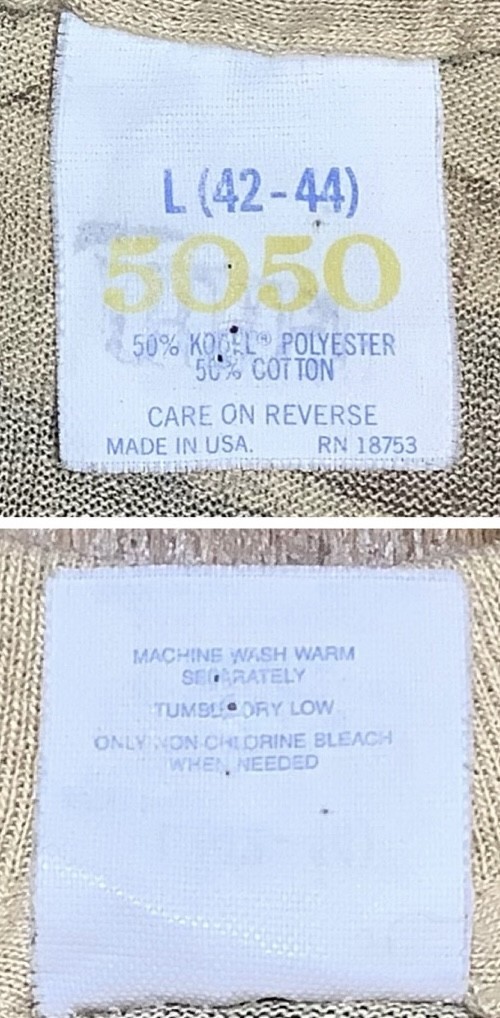 L (42-44)
5050
50% KODEL® POLYESTER
50% COTTON
CARE ON REVERSE
MADE IN USA. RN 18753
MACHINE WASH WARM
SEPARATELY
TUMBLE DRY LOW
ONLY NON-CHLORINE BLEACH
WHEN NEEDED